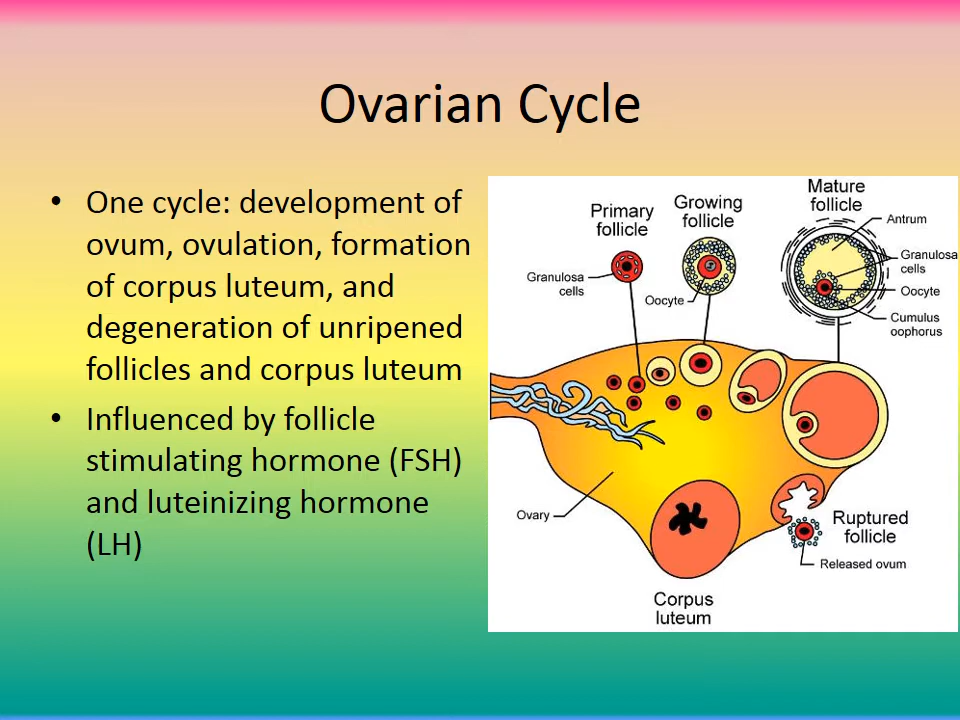 Ovarian Cycle
• One cycle: development of
ovum, ovulation, formation
of corpus luteum, and
degeneration of unripened
follicles and corpus luteum
• Influenced by follicle
stimulating hormone (FSH)
and luteinizing hormone
(LH)
Primary
follicle
Growing
follicle
Mature
follicle
Antrum
Granulosa
cells
Granulosa
cells
Oocyte
Oocyte
Cumulus
oophorus
Ovary
Ruptured
follicle
Released ovum
Corpus
luteum